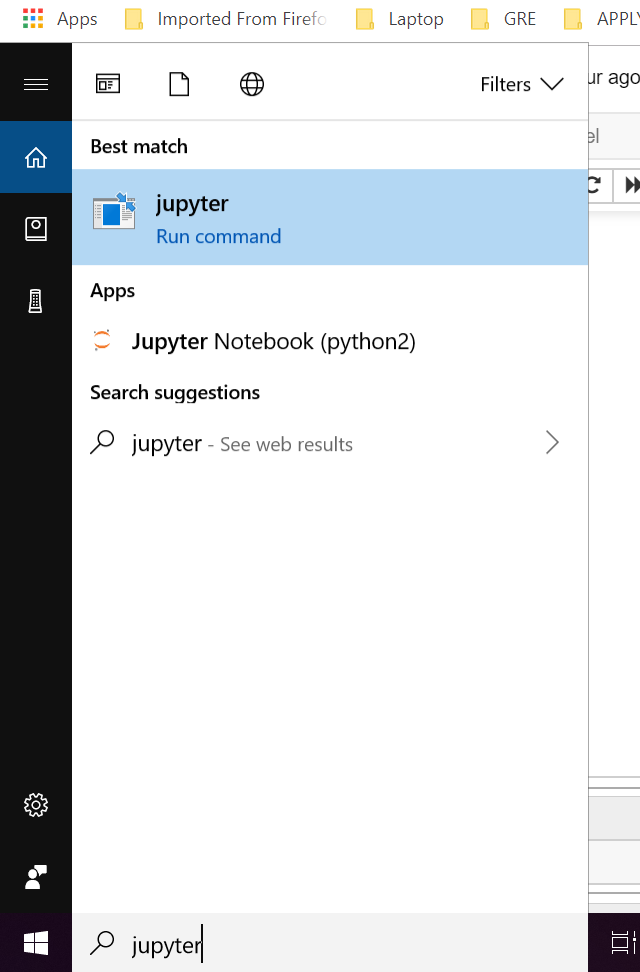 Apps Imported From Firefo Laptop GRE APPLY
ur ago
Filters
el
Best match
jupyter
Run command
Apps
Jupyter Notebook (python2)
Search suggestions
jupyter - See web results
jupyter